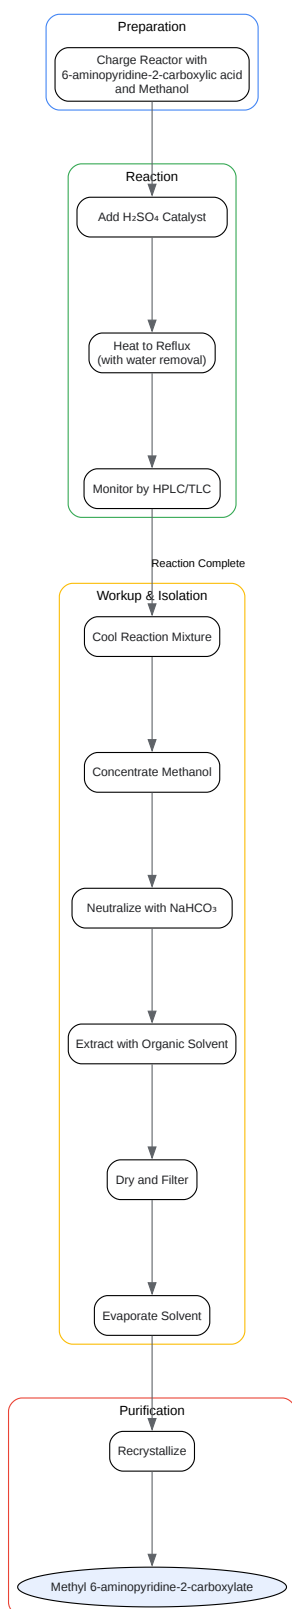 Preparation
Charge Reactor with
6-aminopyridine-2-carboxylic acid
and Methanol
Reaction
Add H₂SO₄ Catalyst
Heat to Reflux
(with water removal)
Monitor by HPLC/TLC
Reaction Complete
Workup & Isolation
Cool Reaction Mixture
Concentrate Methanol
Neutralize with NaHCO₃
Extract with Organic Solvent
Dry and Filter
Evaporate Solvent
Purification
Recrystallize
Methyl 6-aminopyridine-2-carboxylate